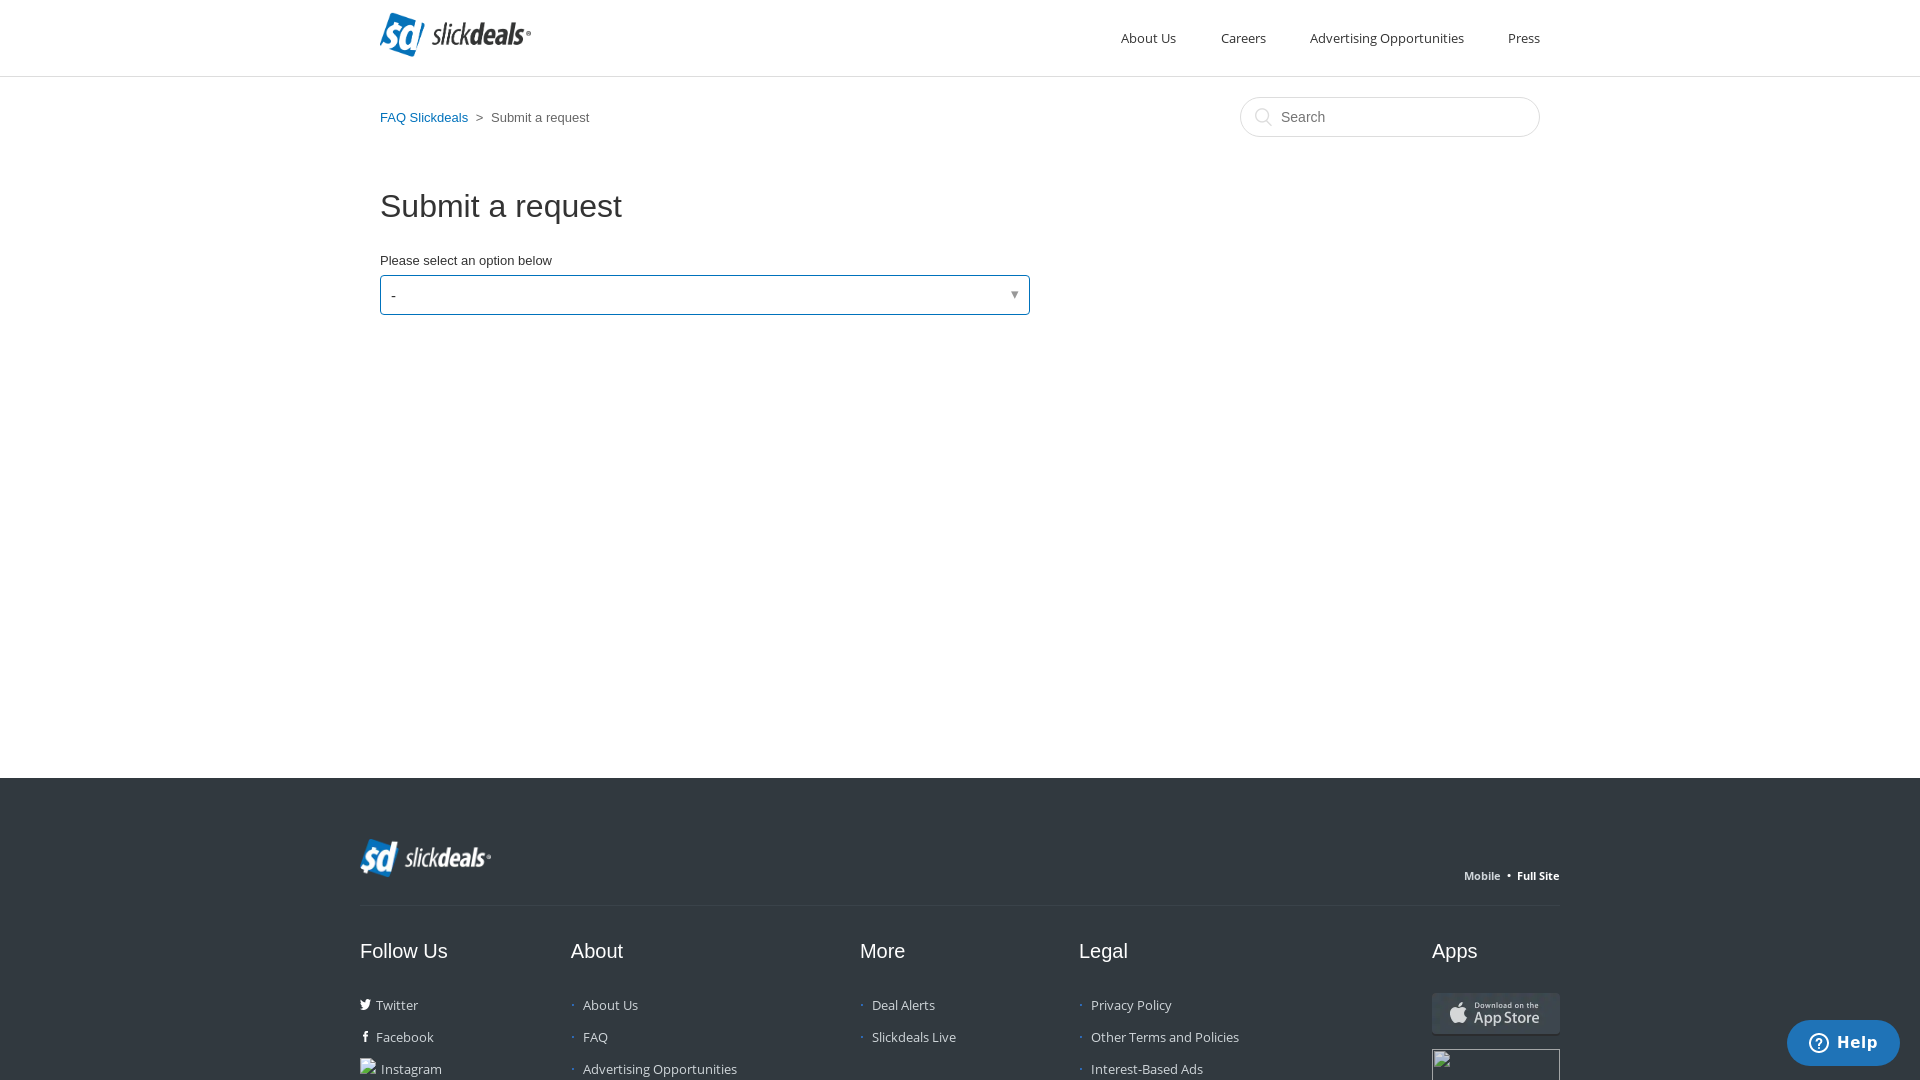 $d slickdeals®
About Us
Careers
Advertising Opportunities
Press
FAQ Slickdeals > Submit a request
Search
Submit a request
Please select an option below
-
$d slickdeals®
Mobile • Full Site
Follow Us
Twitter
Facebook
Instagram
About
About Us
FAQ
Advertising Opportunities
More
Deal Alerts
Slickdeals Live
Legal
Privacy Policy
Other Terms and Policies
Interest-Based Ads
Apps
Download on the
App Store
Help